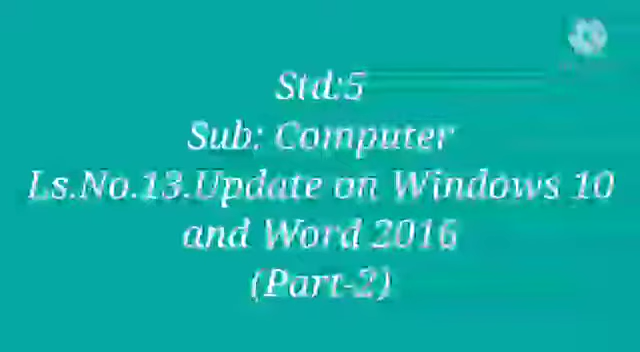 Std:5
Sub: Computer
Ls.No.13.Update on Windows 10
and Word 2016
(Part-2)